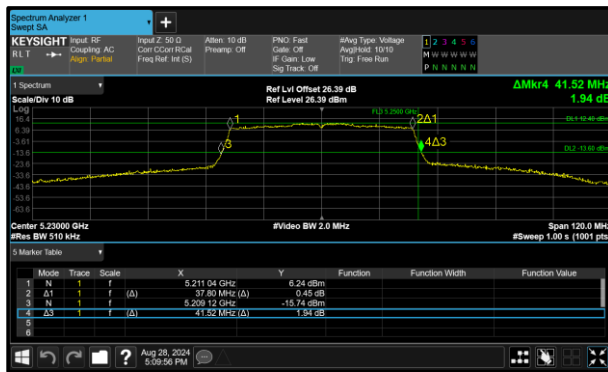 Spectrum Analyzer 1
Swept SA
KEYSIGHT
RLT
Input: RF
Coupling: AC
Align: Partial
Input Z: 50 Ω
Corr CCorr RCal
Freq Ref: Int (S)
Atten: 10 dB
Preamp: Off
PNO: Fast
Gate: Off
IF Gain: Low
Sig Track: Off
#Avg Type: Voltage
Avg|Hold: 10/10
Trig: Free Run
1 2 3 4 5 6
M W W W W W
P N N N N N
1 Spectrum
Scale/Div 10 dB
Ref Lvl Offset 26.39 dB
Ref Level 26.39 dBm
ΔMkr4 41.52 MHz
1.94 dB
Log
FL3 5.2500 GHz
16.4
6.39
-3.61
-13.6
-23.6
-33.6
-43.6
-53.6
-63.6
1
2Δ1
3
4Δ3
DL1 12.40 dBm
DL2 -13.60 dBm
Center 5.23000 GHz
#Res BW 510 kHz
#Video BW 2.0 MHz
Span 120.0 MHz
#Sweep 1.00 s (1001 pts)
5 Marker Table
Mode Trace Scale X Y Function Function Width Function Value
1 N 1 f 5.211 04 GHz 6.24 dBm
2 Δ1 1 f (Δ) 37.80 MHz (Δ) 0.45 dB
3 N 1 f 5.209 12 GHz -15.74 dBm
4 Δ3 1 f (Δ) 41.52 MHz (Δ) 1.94 dB
5
6
Aug 28, 2024
5:09:56 PM